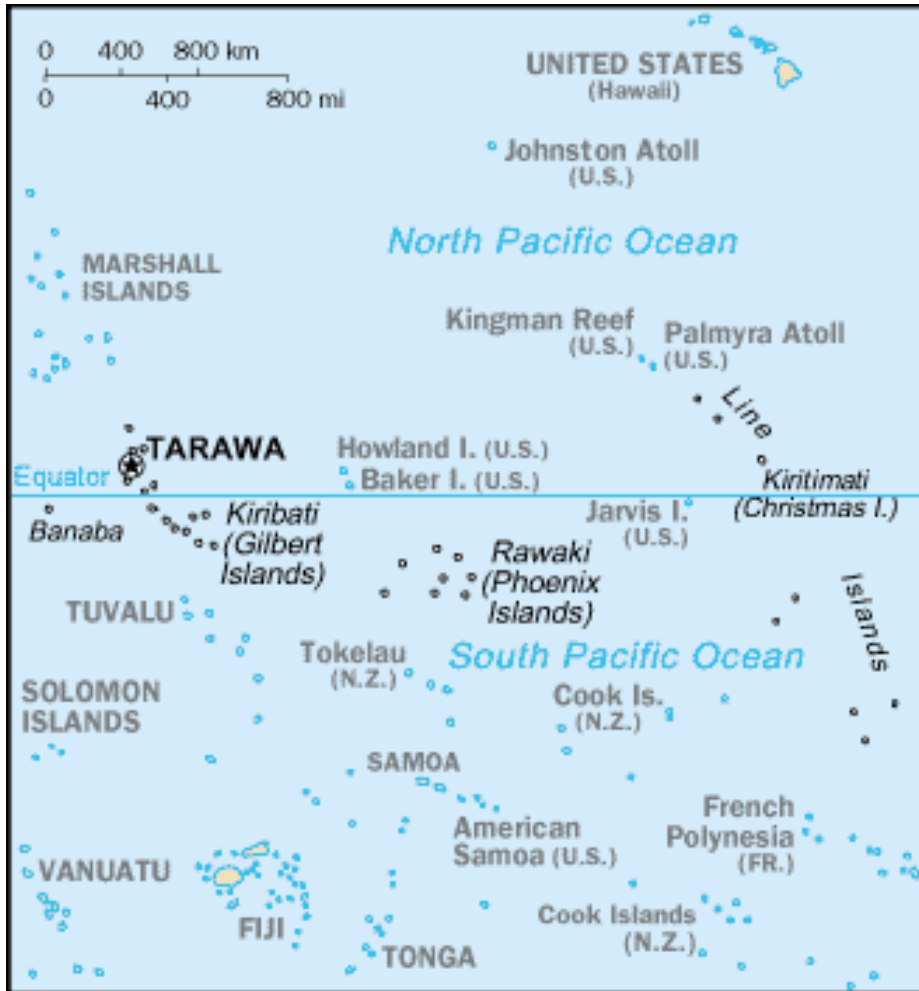 0 400 800 km
0 400 800 mi
UNITED STATES
(Hawaii)
Johnston Atoll
(U.S.)
North Pacific Ocean
MARSHALL
ISLANDS
Kingman Reef
(U.S.)
Palmyra Atoll
(U.S.)
Line
TARAWA
Howland I. (U.S.)
Equator
Baker I. (U.S.)
Kiritimati
(Christmas I.)
Banaba
Kiribati
(Gilbert
Islands)
Jarvis I.
(U.S.)
Rawaki
(Phoenix
Islands)
Islands
TUVALU
Tokelau
(N.Z.)
South Pacific Ocean
SOLOMON
ISLANDS
Cook Is.
(N.Z.)
SAMOA
American
Samoa (U.S.)
French
Polynesia
(FR.)
VANUATU
FIJI
TONGA
Cook Islands
(N.Z.)